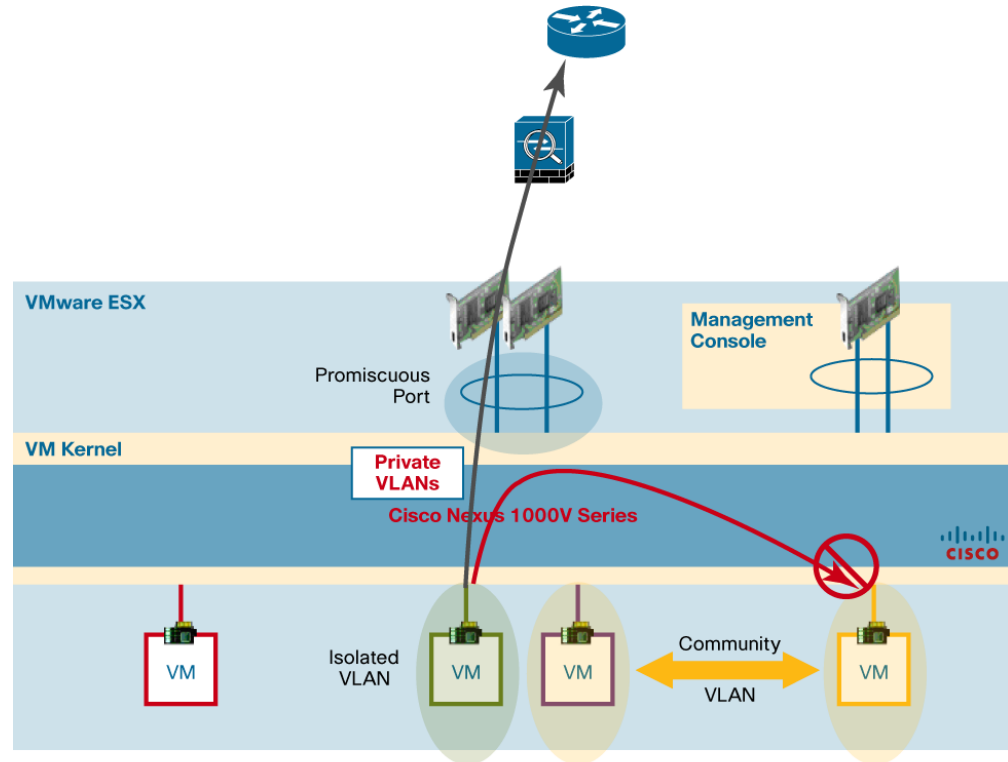 VMware ESX
Management
Console
Promiscuous
Port
VM Kernel
Private
VLANs
Cisco Nexus 1000V Series
CISCO
VM
Isolated
VLAN
VM
VM
Community
VLAN
VM